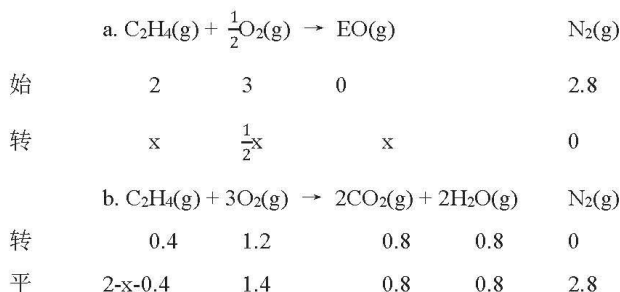 a. C₂H₄(g) + 1/2O₂(g) → EO(g) N₂(g)
始 2 3 0 2.8
转 x 1/2x x 0
b. C₂H₄(g) + 3O₂(g) → 2CO₂(g) + 2H₂O(g) N₂(g)
转 0.4 1.2 0.8 0.8 0
平 2-x-0.4 1.4 0.8 0.8 2.8